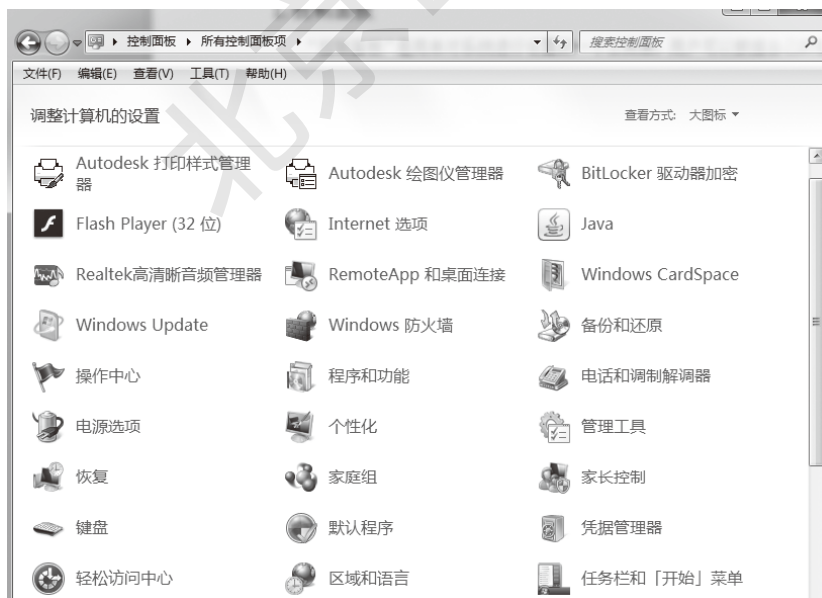 控制面板 ▸ 所有控制面板项 ▸ 搜索控制面板
文件(F) 编辑(E) 查看(V) 工具(T) 帮助(H)
调整计算机的设置 查看方式: 大图标
Autodesk 打印样式管理
器
Autodesk 绘图仪管理器
BitLocker 驱动器加密
Flash Player (32 位)
Internet 选项
Java
Realtek高清晰音频管理器
RemoteApp 和桌面连接
Windows CardSpace
Windows Update
Windows 防火墙
备份和还原
操作中心
程序和功能
电话和调制解调器
电源选项
个性化
管理工具
恢复
家庭组
家长控制
键盘
默认程序
凭据管理器
轻松访问中心
区域和语言
任务栏和「开始」菜单
北京